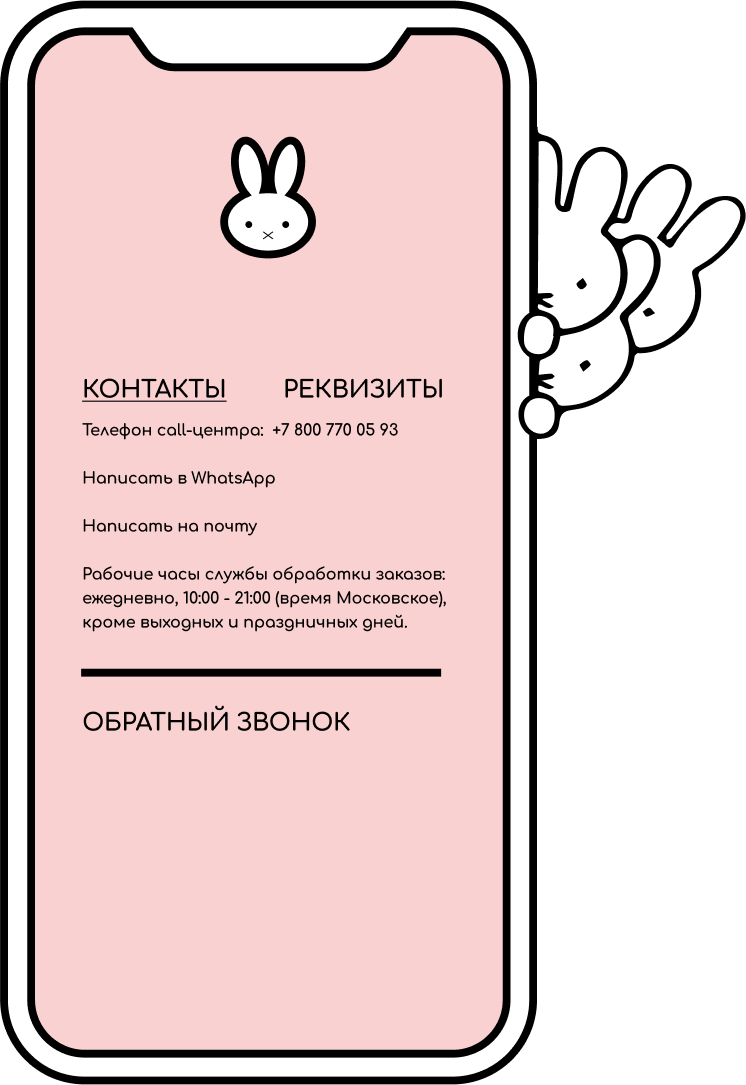 КОНТАКТЫ РЕКВИЗИТЫ
Телефон call-центра: +7 800 770 05 93
Написать в WhatsApp
Написать на почту
Рабочие часы службы обработки заказов:
ежедневно, 10:00 - 21:00 (время Московское),
кроме выходных и праздничных дней.
ОБРАТНЫЙ ЗВОНОК